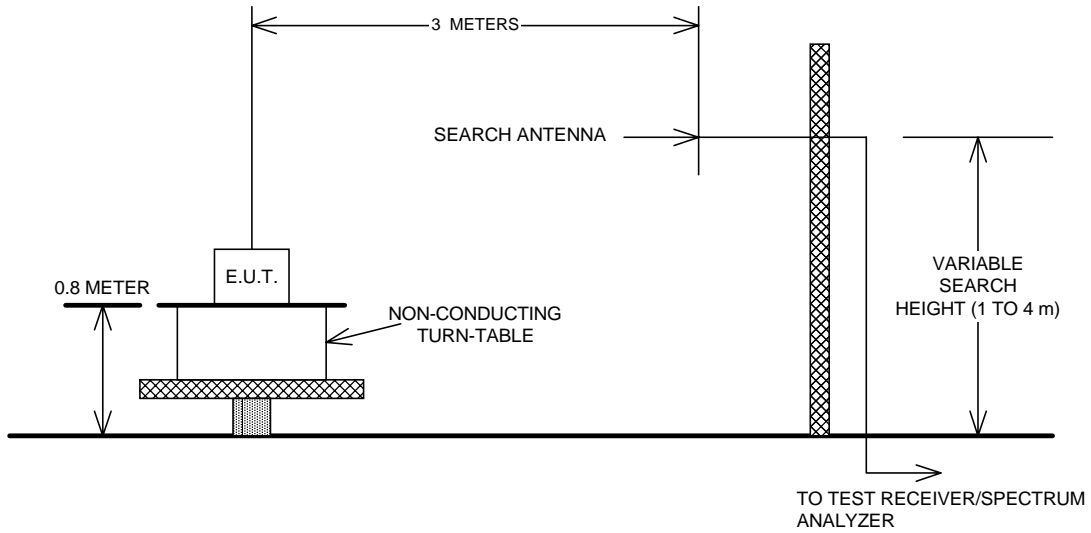 3 METERS
SEARCH ANTENNA
E.U.T.
0.8 METER
NON-CONDUCTING
TURN-TABLE
VARIABLE
SEARCH
HEIGHT (1 TO 4 m)
TO TEST RECEIVER/SPECTRUM
ANALYZER